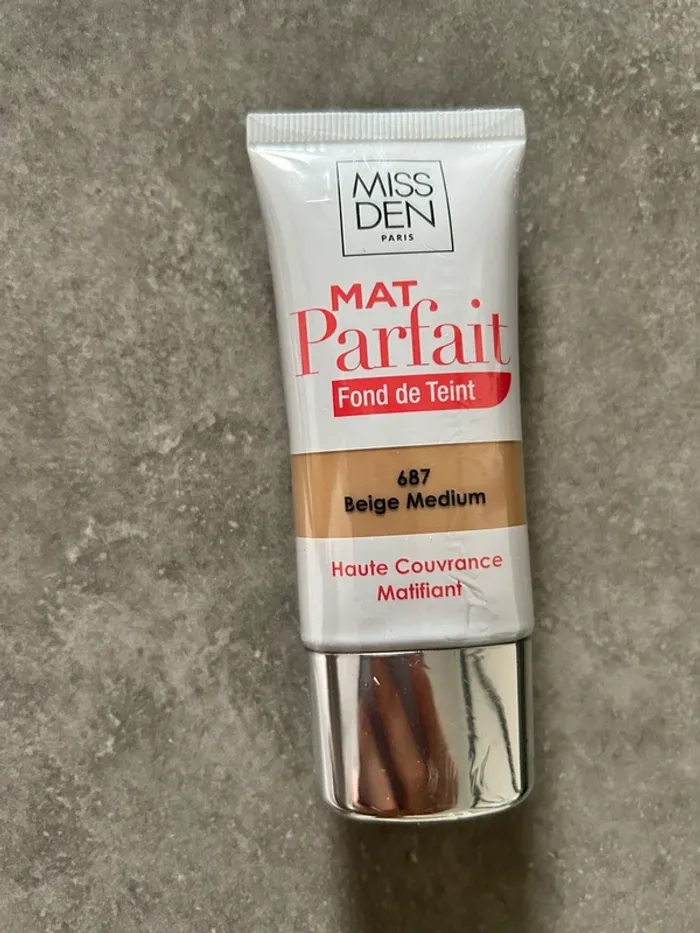 MISS
DEN
PARIS
MAT
Parfait
Fond de Teint
687
Beige Medium
Haute Couvrance
Matifiant